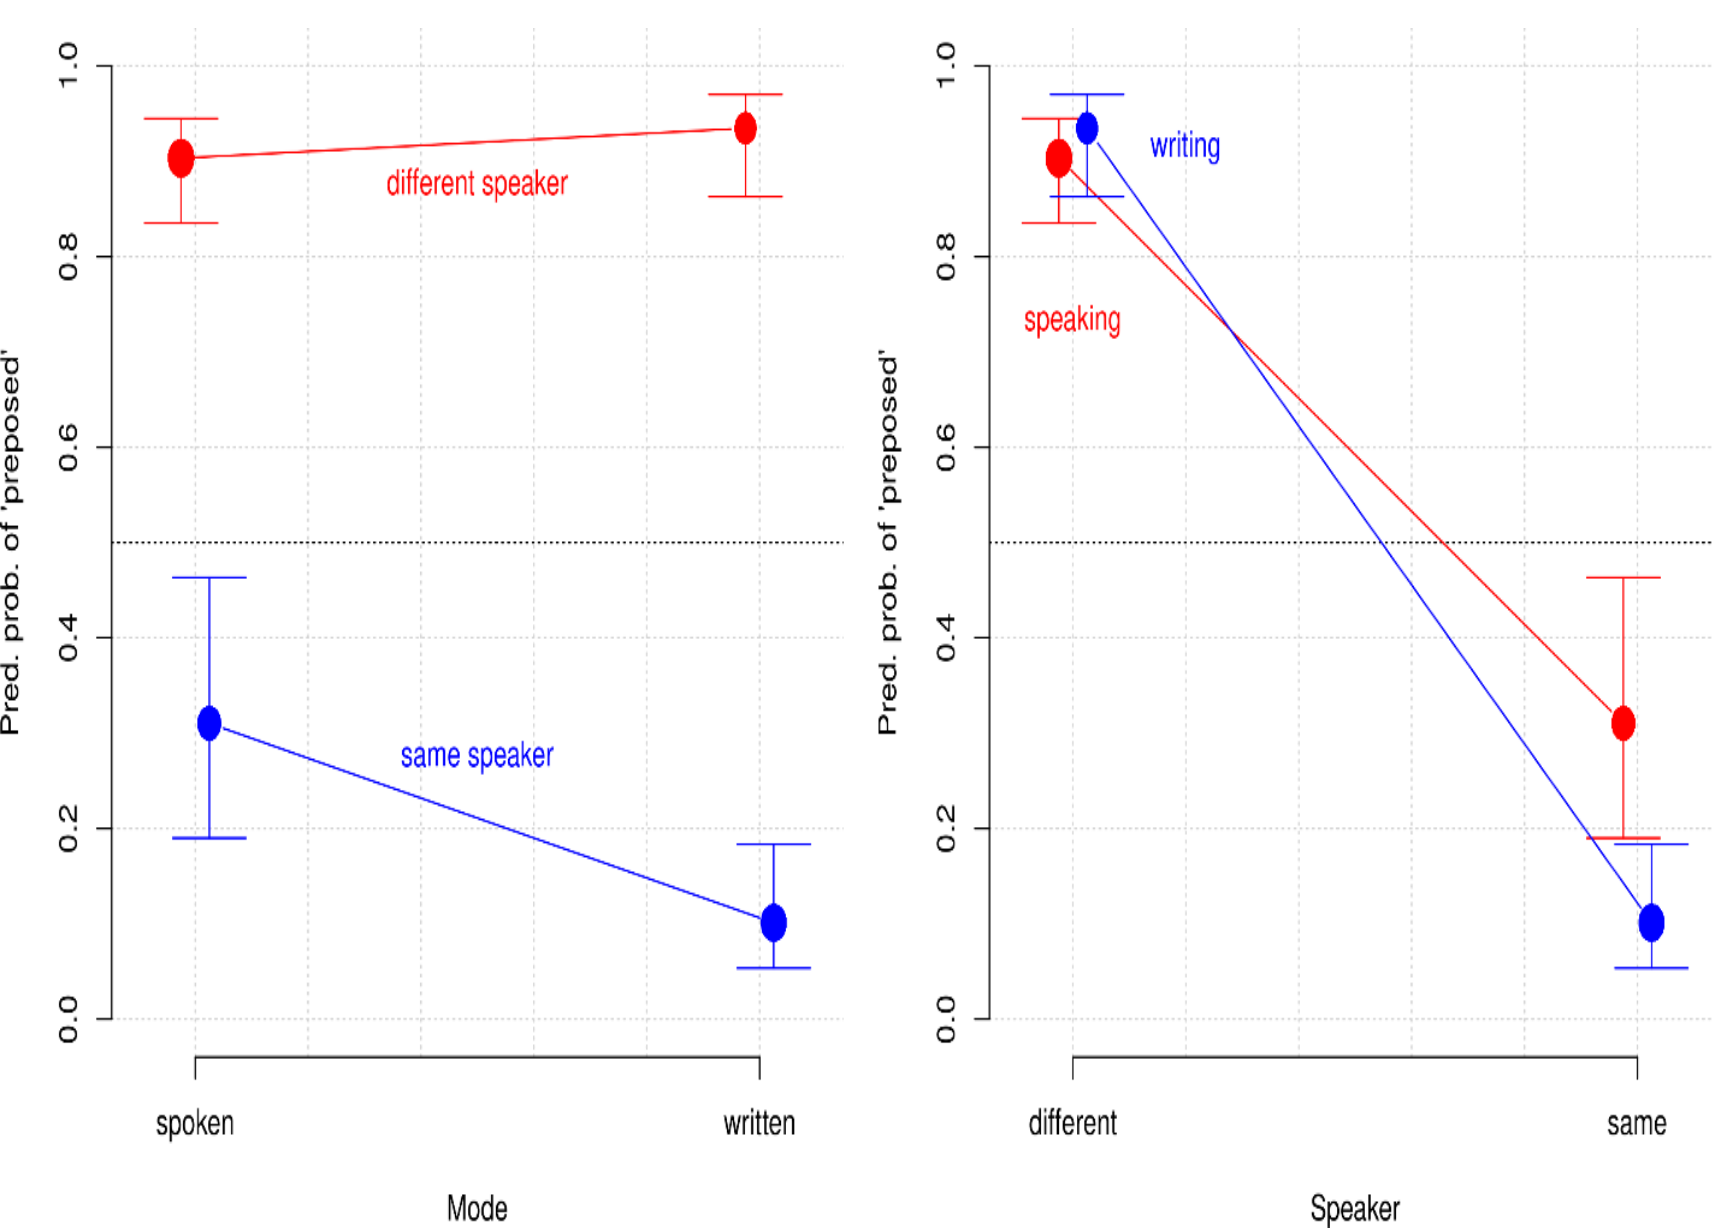 Pred. prob. of 'preposed'
1.0
0.8
0.6
0.4
0.2
0.0
different speaker
same speaker
spoken
written
Mode
Pred. prob. of 'preposed'
1.0
0.8
0.6
0.4
0.2
0.0
writing
speaking
different
same
Speaker